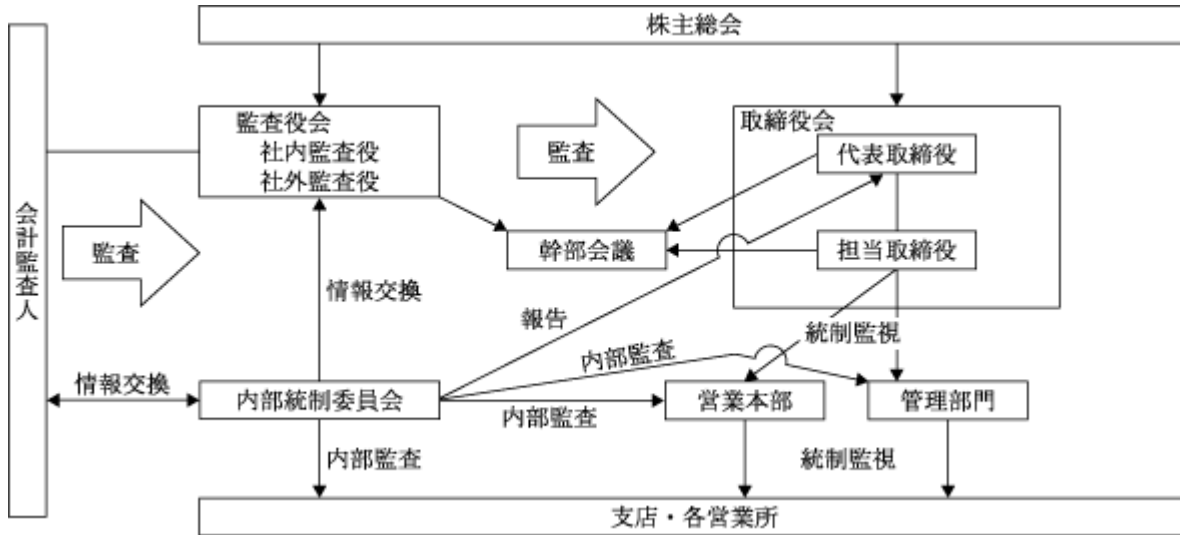 株主総会
監査役会
社内監査役
社外監査役
監査
取締役会
代表取締役
会計監査人
監査
幹部会議
担当取締役
情報交換
報告
統制監視
内部監査
情報交換
内部統制委員会
内部監査
営業本部
管理部門
内部監査
統制監視
支店・各営業所